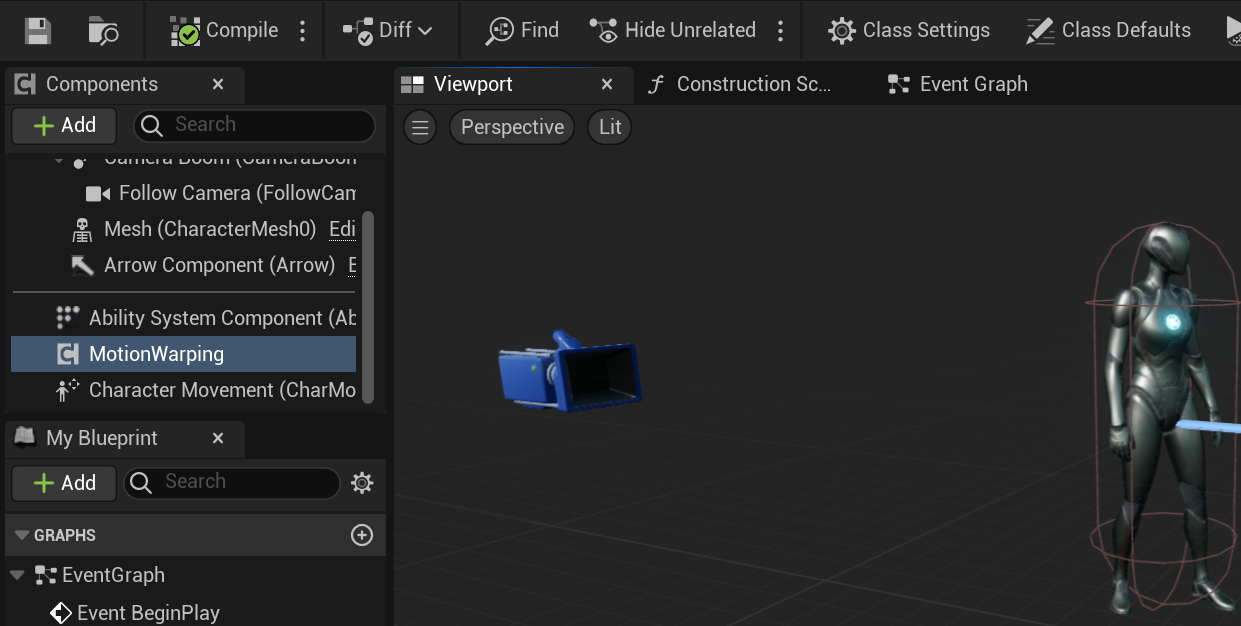 Compile
Diff
Find
Hide Unrelated
Class Settings
Class Defaults
Components
Viewport
Construction Sc...
Event Graph
Add
Search
Perspective
Lit
Camera Boom (CameraBoom
Follow Camera (FollowCam
Mesh (CharacterMesh0) Edi
Arrow Component (Arrow) E
Ability System Component (Ab
MotionWarping
Character Movement (CharMo
My Blueprint
Add
Search
GRAPHS
EventGraph
Event BeginPlay